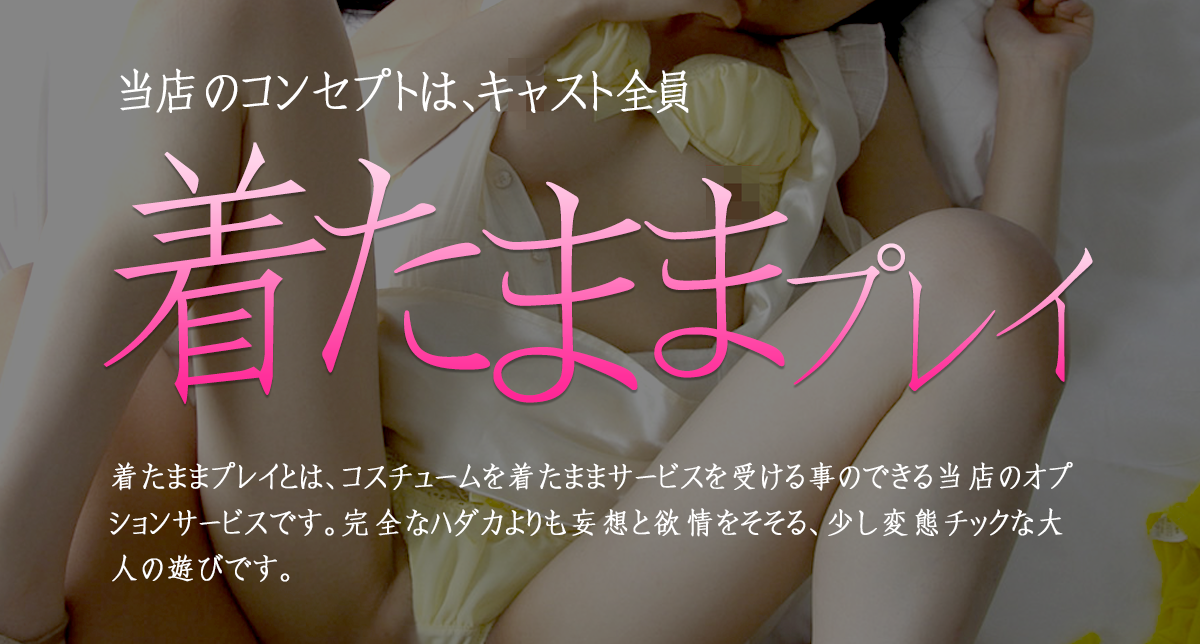 当店のコンセプトは、キャスト全員
着たままプレイ
着たままプレイとは、コスチュームを着たままサービスを受ける事のできる当店のオプ
ションサービスです。完全なハダカよりも妄想と欲情をそそる、少し変態チックな大
人の遊びです。